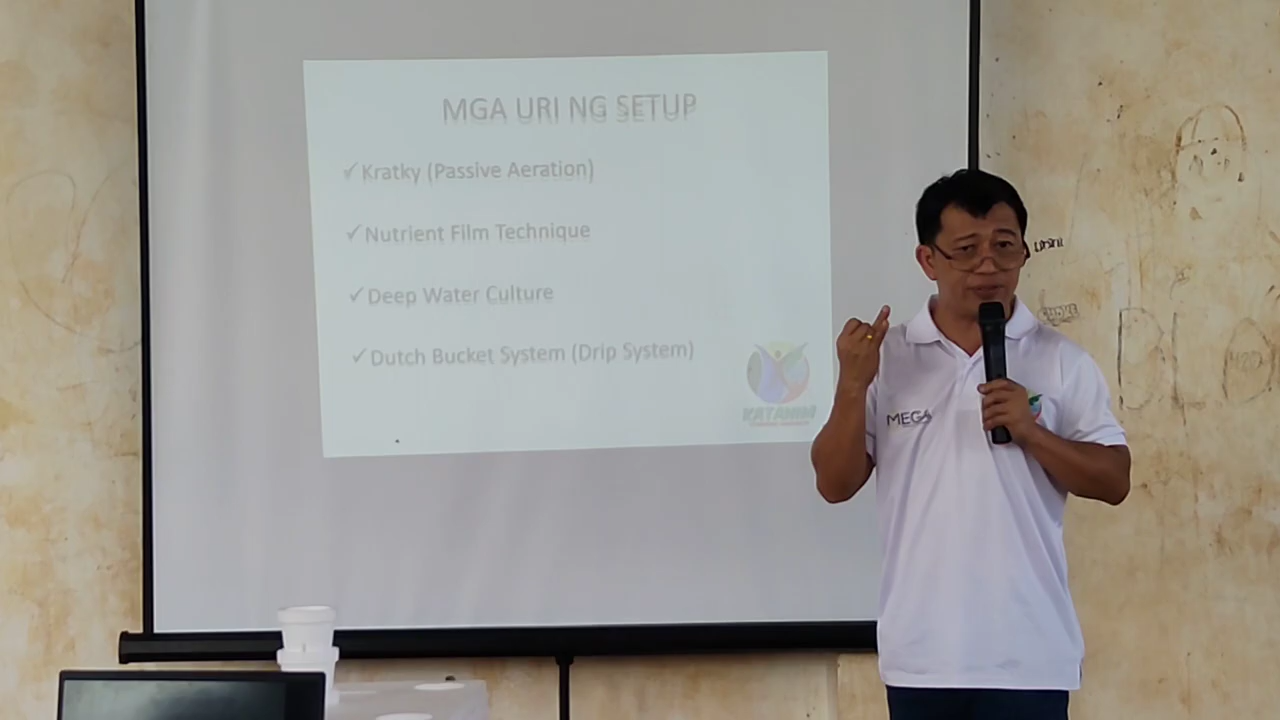 MGA URI NG SETUP
✓ Kratky (Passive Aeration)
✓ Nutrient Film Technique
✓ Deep Water Culture
✓ Dutch Bucket System (Drip System)
KATANIM
MEGA